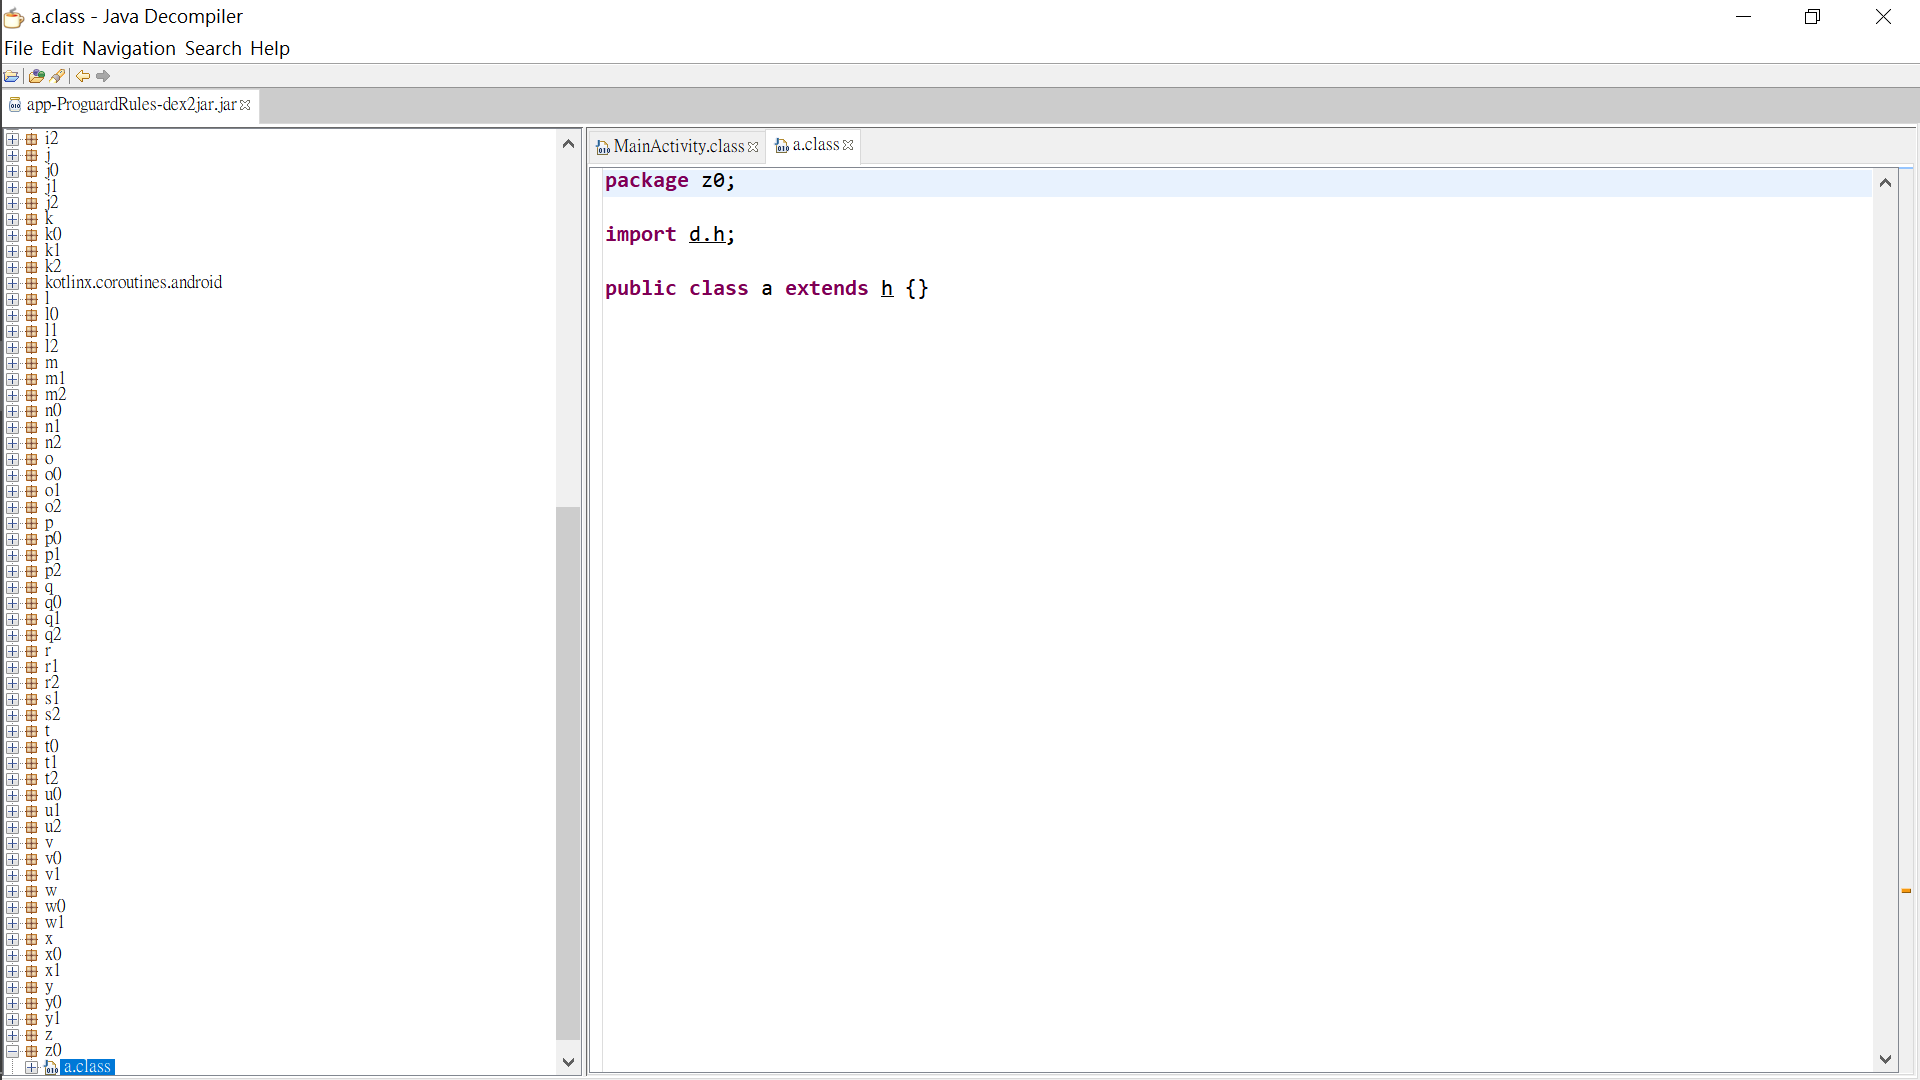 a.class - Java Decompiler
File Edit Navigation Search Help
app-ProguardRules-dex2jar.jar
i2
j
j0
j1
j2
k
k0
k1
k2
kotlinx.coroutines.android
l
l0
l1
l2
m
m1
m2
n0
n1
n2
o
o0
o1
o2
p
p0
p1
p2
q
q0
q1
q2
r
r1
r2
s1
s2
t
t0
t1
t2
u0
u1
u2
v
v0
v1
w
w0
w1
x
x0
x1
y
y0
y1
z
z0
a.class
MainActivity.class
a.class
package z0;
import d.h;
public class a extends h {}